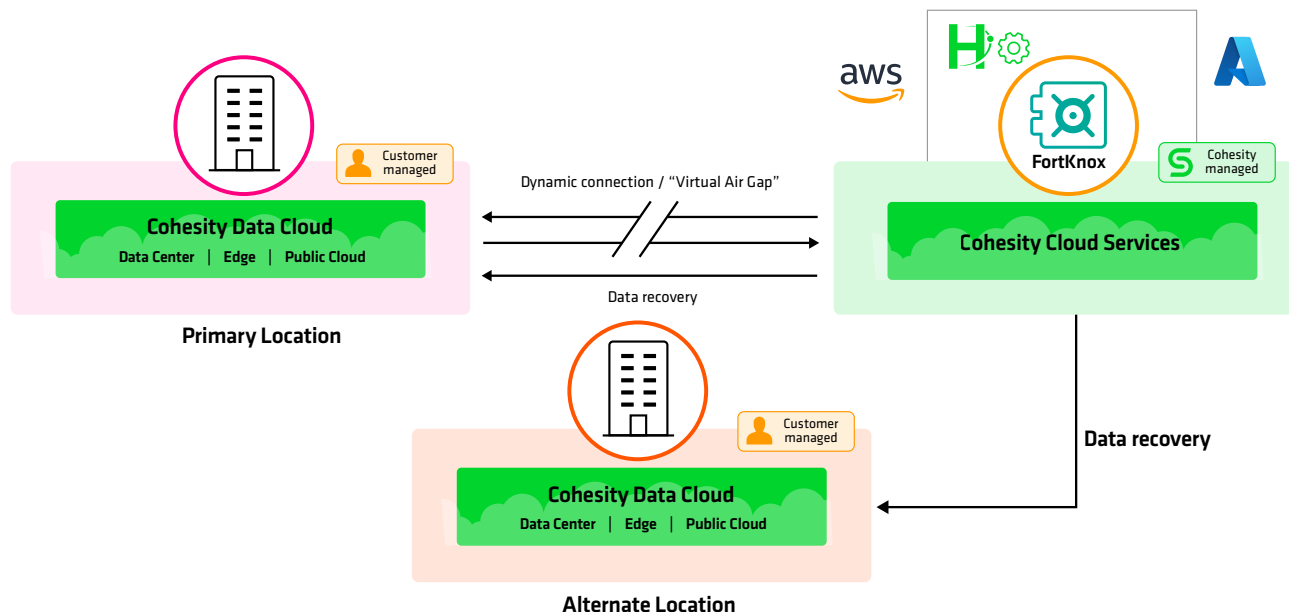 aws
FortKnox
Customer
managed
Cohesity
managed
Dynamic connection / “Virtual Air Gap”
Cohesity Data Cloud
Data Center | Edge | Public Cloud
Cohesity Cloud Services
Data recovery
Primary Location
Customer
managed
Data recovery
Cohesity Data Cloud
Data Center | Edge | Public Cloud
Alternate Location